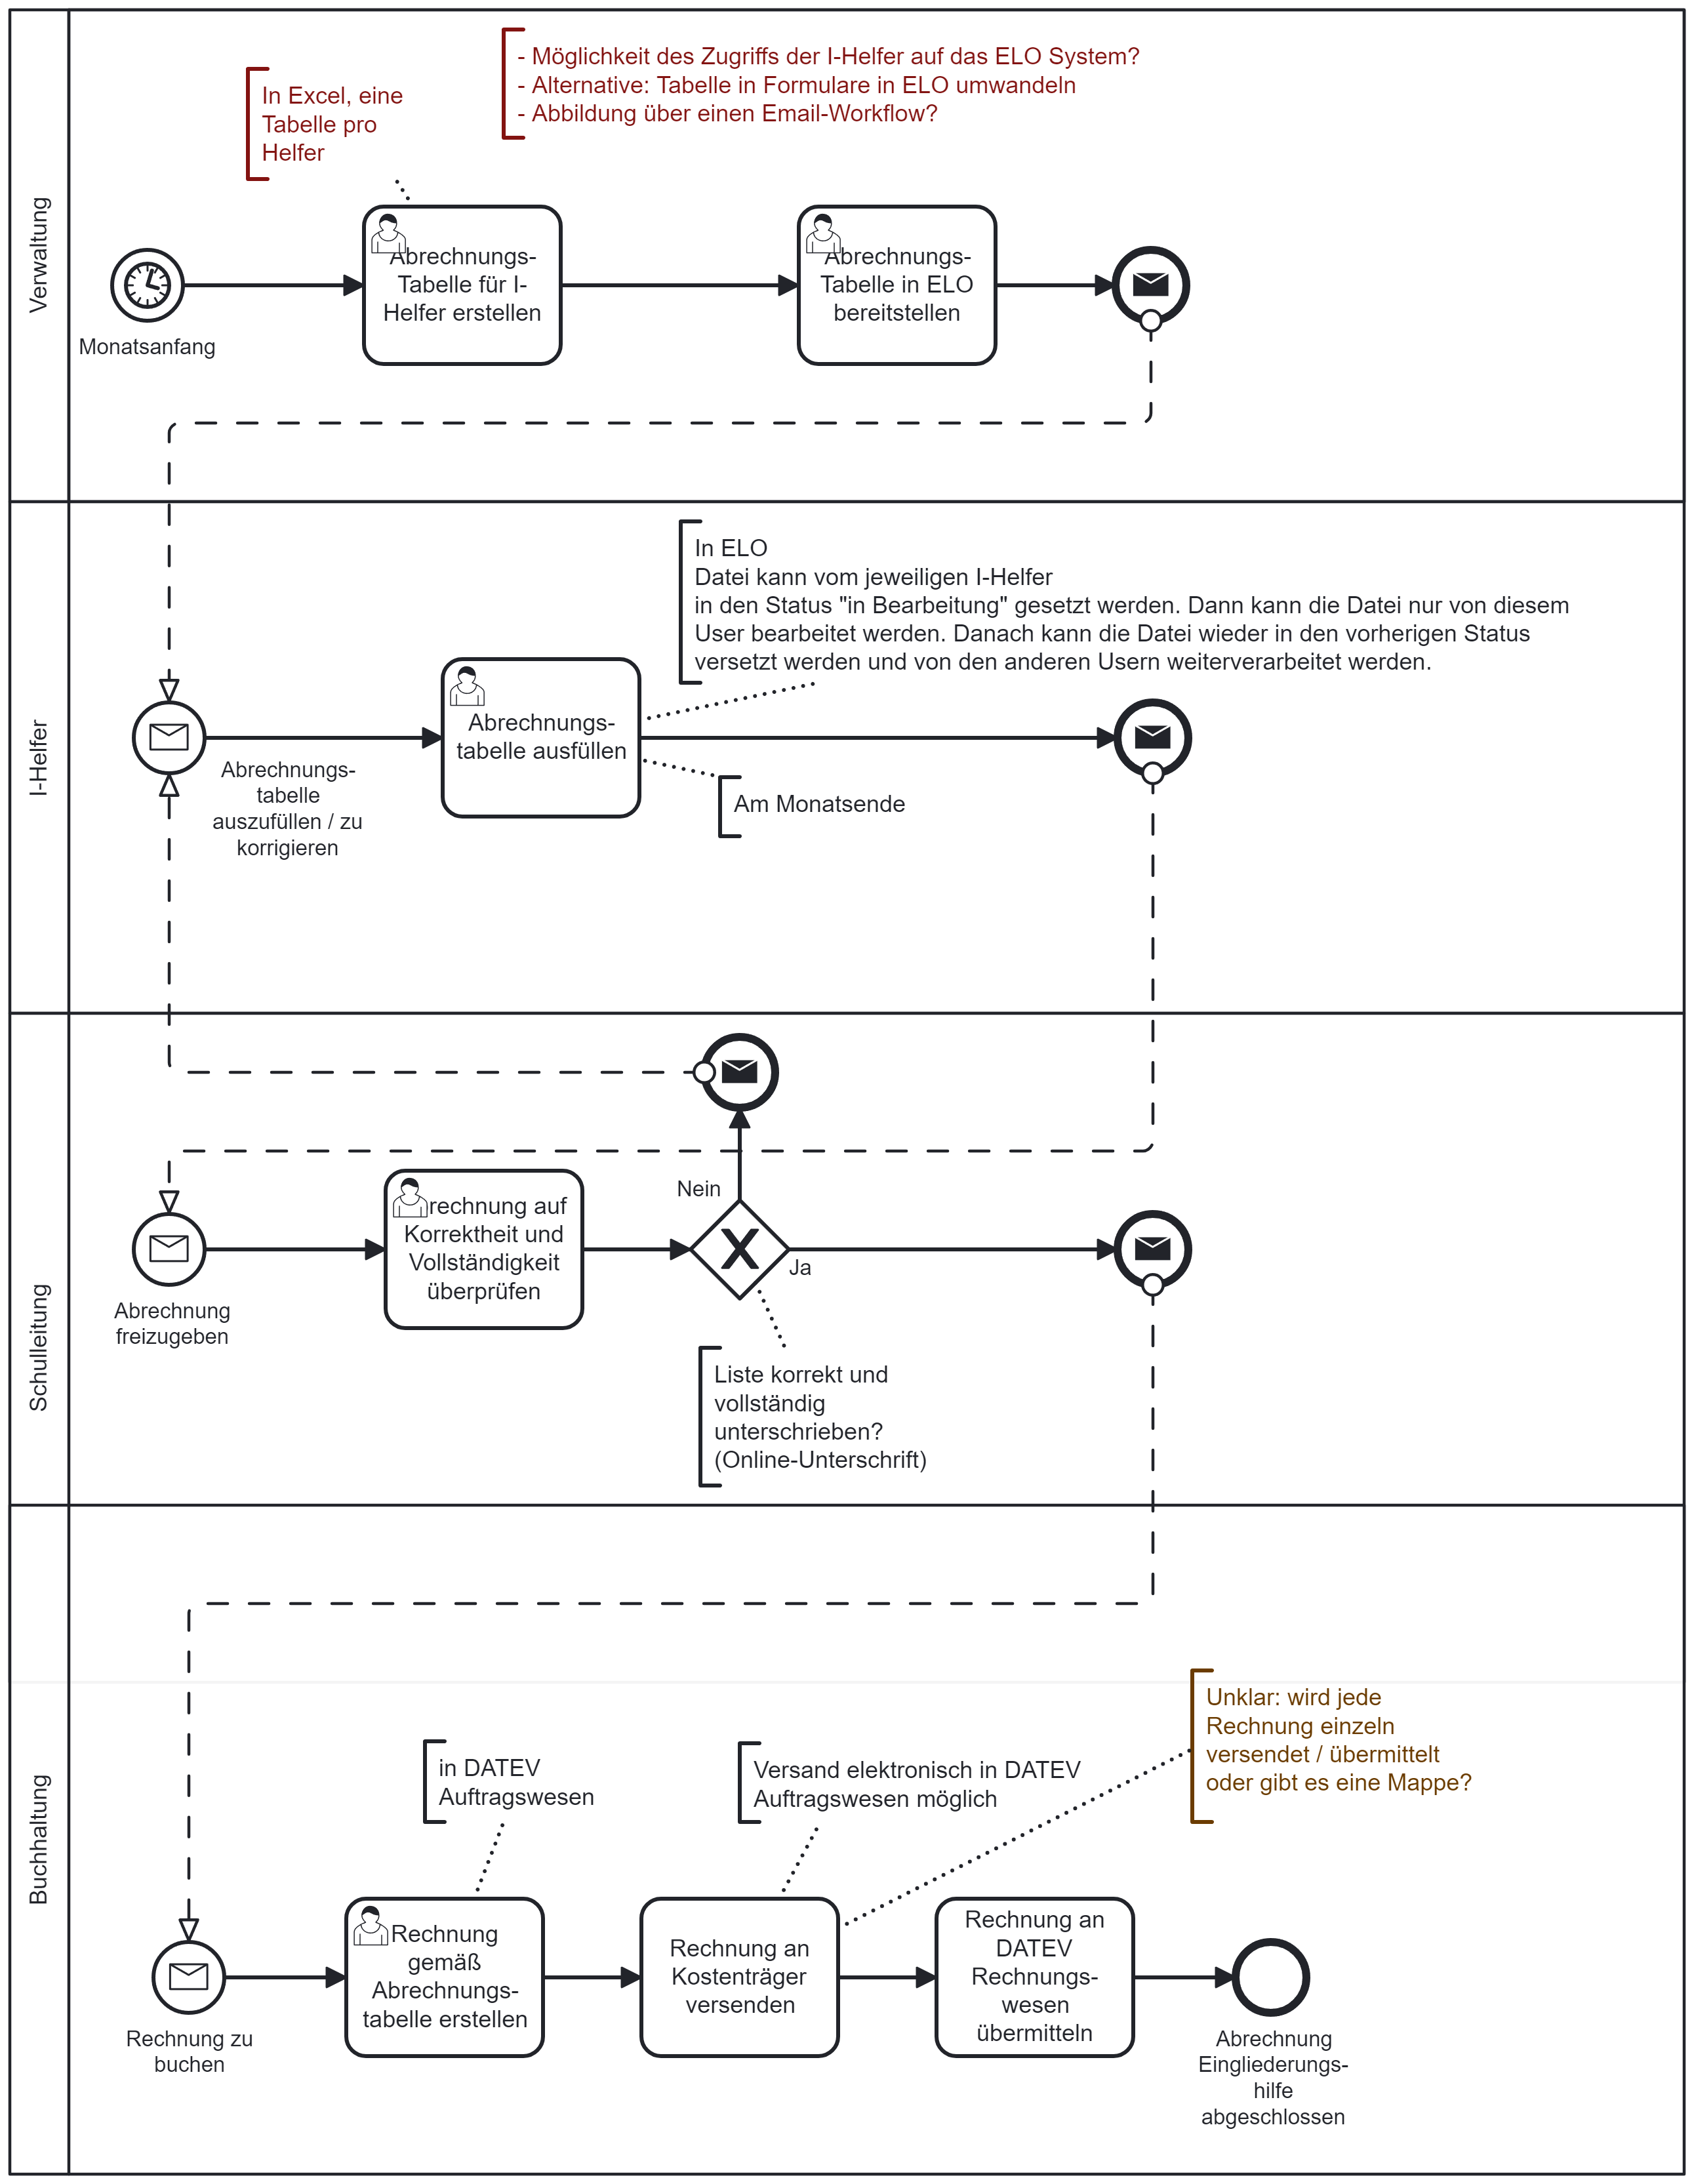 Verwaltung
In Excel, eine
Tabelle pro
Helfer
- Möglichkeit des Zugriffs der I-Helfer auf das ELO System?
- Alternative: Tabelle in Formulare in ELO umwandeln
- Abbildung über einen Email-Workflow?
Monatsanfang
Abrechnungs-
Tabelle für I-
Helfer erstellen
Abrechnungs-
Tabelle in ELO
bereitstellen
I-Helfer
In ELO
Datei kann vom jeweiligen I-Helfer
in den Status "in Bearbeitung" gesetzt werden. Dann kann die Datei nur von diesem
User bearbeitet werden. Danach kann die Datei wieder in den vorherigen Status
versetzt werden und von den anderen Usern weiterverarbeitet werden.
Abrechnungs-
tabelle
auszufüllen / zu
korrigieren
Abrechnungs-
tabelle ausfüllen
Am Monatsende
Schulleitung
Abrechnung
freizugeben
rechnung auf
Korrektheit und
Vollständigkeit
überprüfen
Nein
Ja
Liste korrekt und
vollständig
unterschrieben?
(Online-Unterschrift)
Buchhaltung
in DATEV
Auftragswesen
Versand elektronisch in DATEV
Auftragswesen möglich
Unklar: wird jede
Rechnung einzeln
versendet / übermittelt
oder gibt es eine Mappe?
Rechnung zu
buchen
Rechnung
gemäß
Abrechnungs-
tabelle erstellen
Rechnung an
Kostenträger
versenden
Rechnung an
DATEV
Rechnungs-
wesen
übermitteln
Abrechnung
Eingliederungs-
hilfe
abgeschlossen